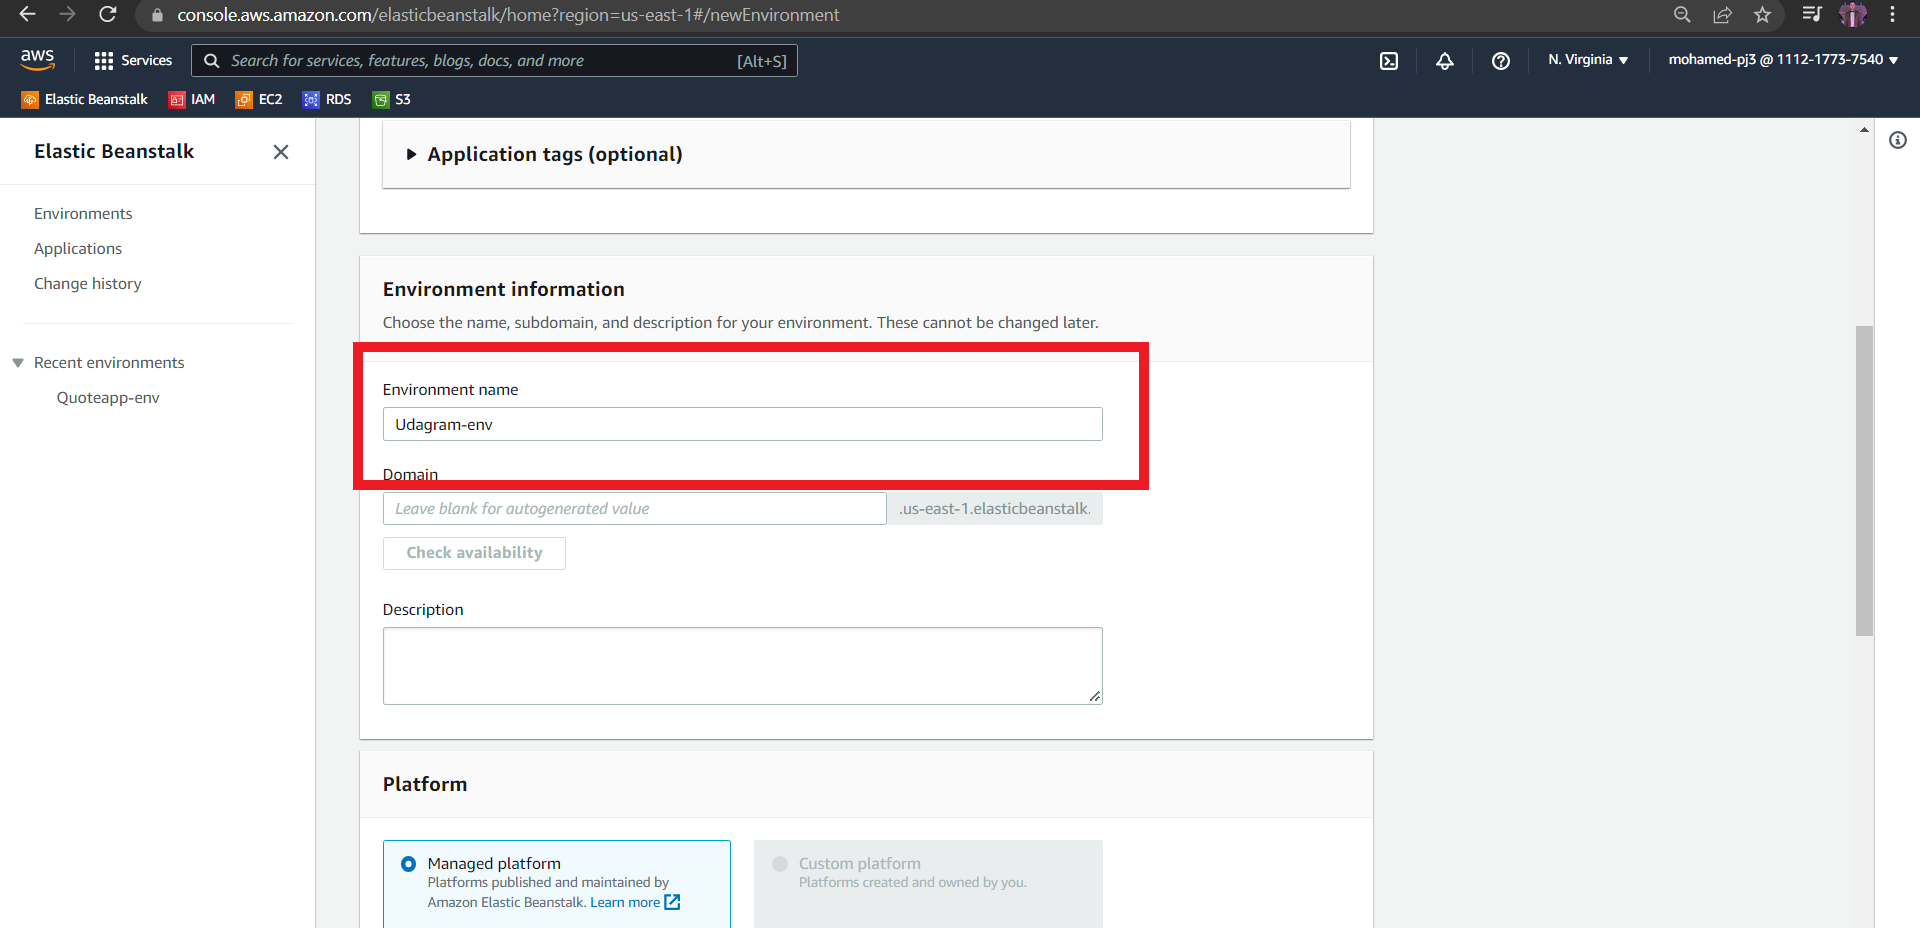 console.aws.amazon.com/elasticbeanstalk/home?region=us-east-1#/newEnvironment
aws
Services
Search for services, features, blogs, docs, and more
[Alt+S]
N. Virginia
mohamed-pj3 @ 1112-1773-7540
Elastic Beanstalk
IAM
EC2
RDS
S3
Elastic Beanstalk
Environments
Applications
Change history
Recent environments
Quoteapp-env
Application tags (optional)
Environment information
Choose the name, subdomain, and description for your environment. These cannot be changed later.
Environment name
Udagram-env
Domain
Leave blank for autogenerated value
.us-east-1.elasticbeanstalk.
Check availability
Description
Platform
Managed platform
Platforms published and maintained by
Amazon Elastic Beanstalk. Learn more
Custom platform
Platforms created and owned by you.